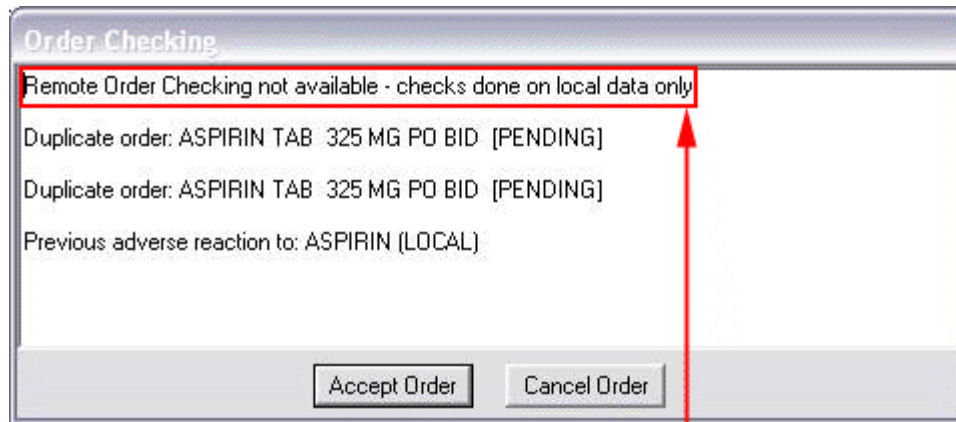 Order Checking
Remote Order Checking not available - checks done on local data only
Duplicate order: ASPIRIN TAB  325 MG PO BID  [PENDING]
Duplicate order: ASPIRIN TAB  325 MG PO BID  [PENDING]
Previous adverse reaction to: ASPIRIN (LOCAL)
Accept Order
Cancel Order